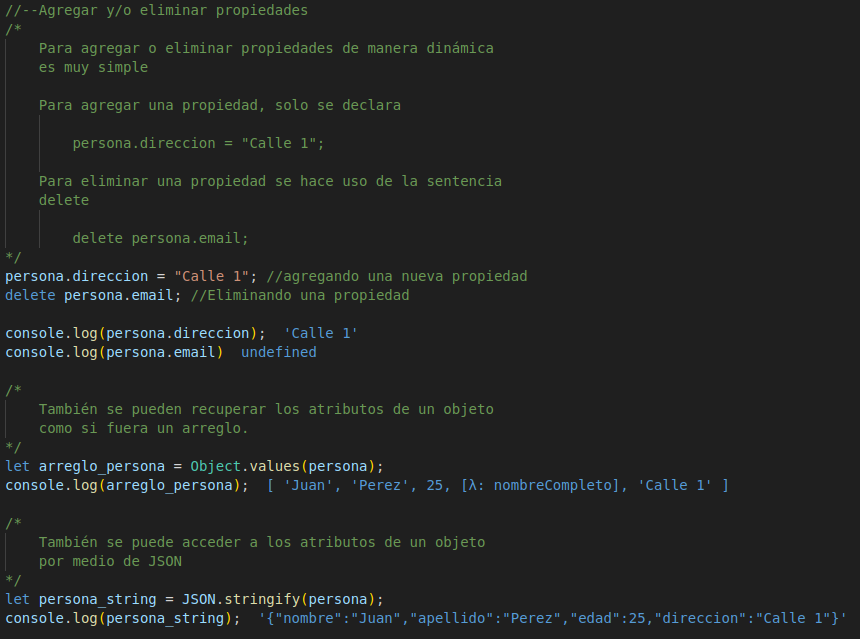 //--Agregar y/o eliminar propiedades
/*
    Para agregar o eliminar propiedades de manera dinámica
    es muy simple

    Para agregar una propiedad, solo se declara

        persona.direccion = "Calle 1";

    Para eliminar una propiedad se hace uso de la sentencia
    delete

        delete persona.email;
*/
persona.direccion = "Calle 1"; //agregando una nueva propiedad
delete persona.email; //Eliminando una propiedad

console.log(persona.direccion);  'Calle 1'
console.log(persona.email)  undefined

/*
    También se pueden recuperar los atributos de un objeto
    como si fuera un arreglo.
*/
let arreglo_persona = Object.values(persona);
console.log(arreglo_persona);  [ 'Juan', 'Perez', 25, [λ: nombreCompleto], 'Calle 1' ]

/*
    También se puede acceder a los atributos de un objeto
    por medio de JSON
*/
let persona_string = JSON.stringify(persona);
console.log(persona_string);  '{"nombre":"Juan","apellido":"Perez","edad":25,"direccion":"Calle 1"}'